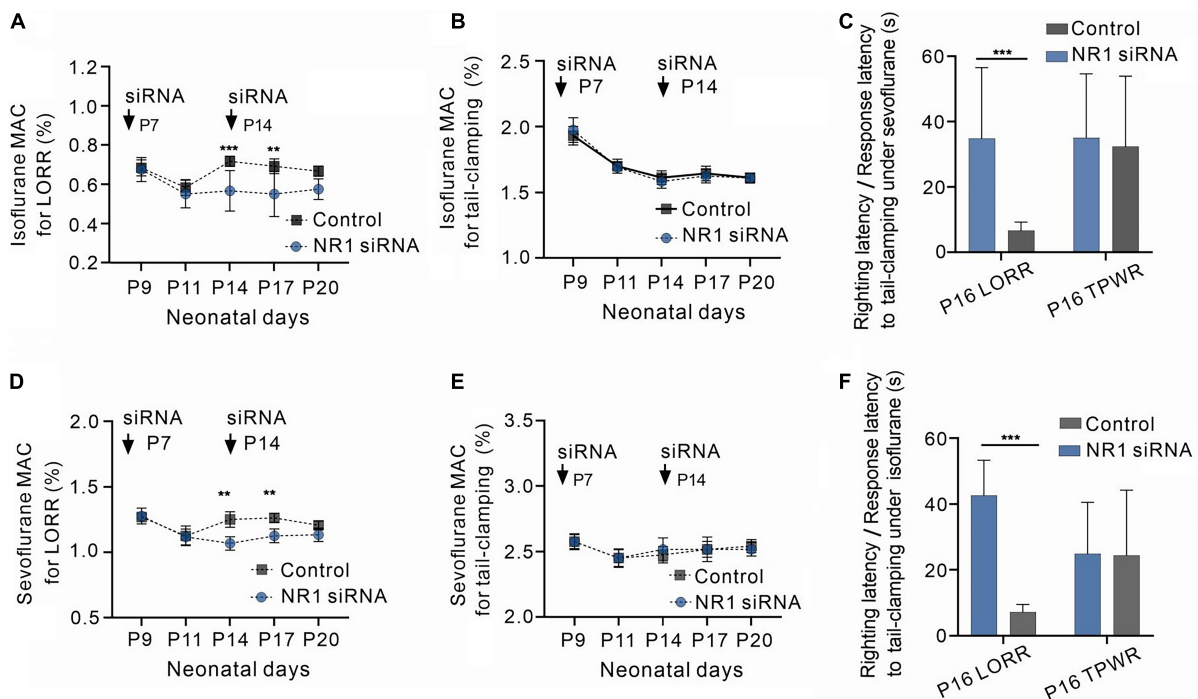 A
Isoflurane MAC
for LORR (%)
1.2
1.0
0.8
0.6
0.4
0.2
siRNA
P7
siRNA
P14
***
**
Control
NR1 siRNA
P9 P11 P14 P17 P20
Neonatal days
B
Isoflurane MAC
for tail-clamping (%)
2.5
2.0
1.5
1.0
siRNA
P7
siRNA
P14
Control
NR1 siRNA
P9 P11 P14 P17 P20
Neonatal days
C
Righting latency / Response latency
to tail-clamping under sevoflurane (s)
Control
NR1 siRNA
60
40
20
0
***
P16 LORR
P16 TPWR
D
Sevoflurane MAC
for LORR (%)
2.0
1.5
1.0
0.5
siRNA
P7
siRNA
P14
**
**
Control
NR1 siRNA
P9 P11 P14 P17 P20
Neonatal days
E
Sevoflurane MAC
for tail-clamping (%)
3.5
3.0
2.5
2.0
siRNA
P7
siRNA
P14
Control
NR1 siRNA
P9 P11 P14 P17 P20
Neonatal days
F
Righting latency / Response latency
to tail-clamping under isoflurane (s)
Control
NR1 siRNA
60
40
20
0
***
P16 LORR
P16 TPWR